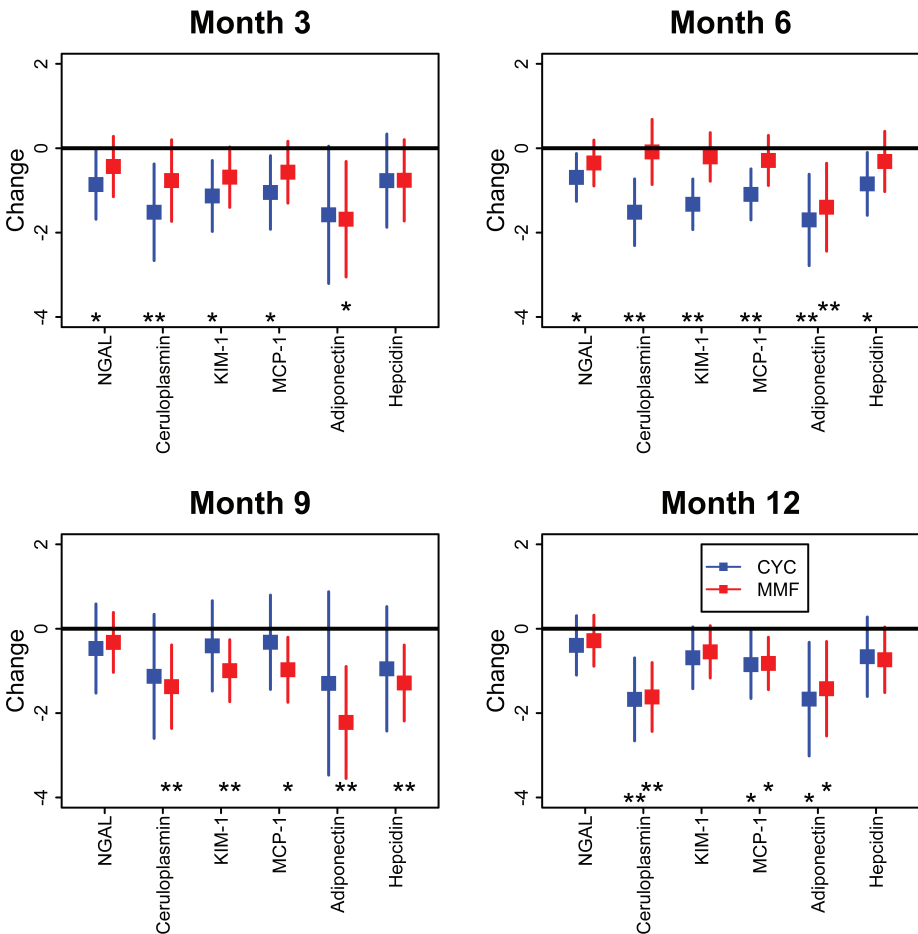 Month 3
Month 6
2
0
-2
-4
Change
* ** * * *
NGAL
Ceruloplasmin
KIM-1
MCP-1
Adiponectin
Hepcidin
2
0
-2
-4
Change
* ** ** ** ** ** *
NGAL
Ceruloplasmin
KIM-1
MCP-1
Adiponectin
Hepcidin
Month 9
Month 12
2
0
-2
-4
Change
** ** * ** **
NGAL
Ceruloplasmin
KIM-1
MCP-1
Adiponectin
Hepcidin
2
0
-2
-4
Change
CYC
MMF
** ** * * * *
NGAL
Ceruloplasmin
KIM-1
MCP-1
Adiponectin
Hepcidin